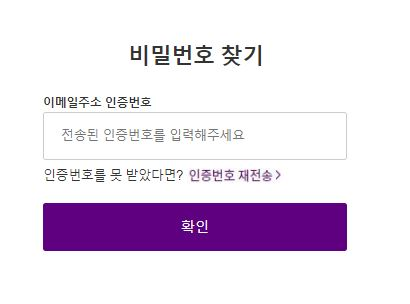 비밀번호 찾기
이메일주소 인증번호
전송된 인증번호를 입력해주세요
인증번호를 못 받았다면? 인증번호 재전송 >
확인